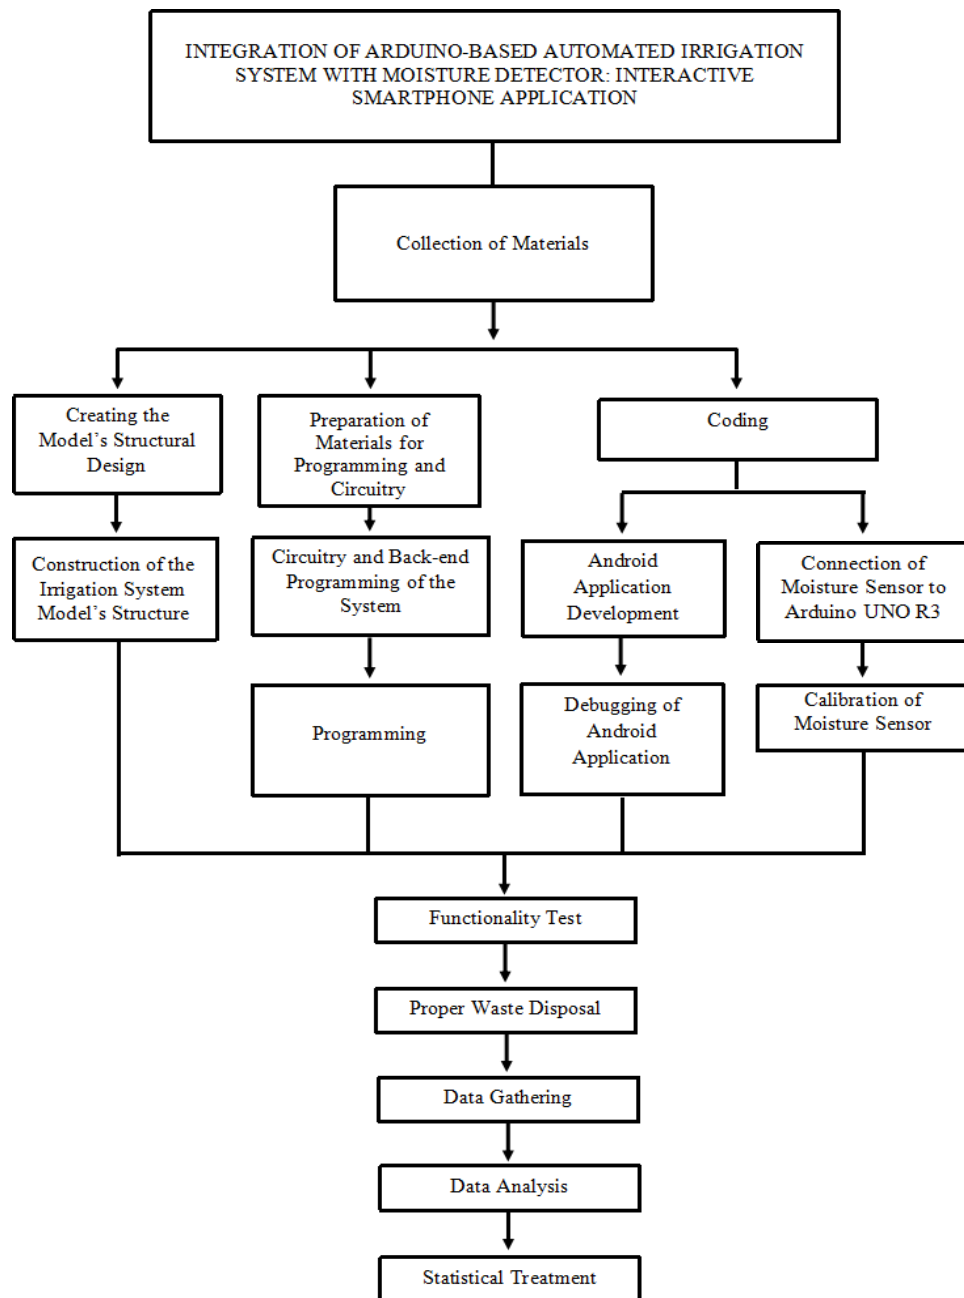 INTEGRATION OF ARDUINO-BASED AUTOMATED IRRIGATION
SYSTEM WITH MOISTURE DETECTOR: INTERACTIVE
SMARTPHONE APPLICATION
Collection of Materials
Creating the
Model’s Structural
Design
Preparation of
Materials for
Programming and
Circuitry
Coding
Construction of the
Irrigation System
Model’s Structure
Circuitry and Back-end
Programming of the
System
Android
Application
Development
Connection of
Moisture Sensor to
Arduino UNO R3
Programming
Debugging of
Android
Application
Calibration of
Moisture Sensor
Functionality Test
Proper Waste Disposal
Data Gathering
Data Analysis
Statistical Treatment